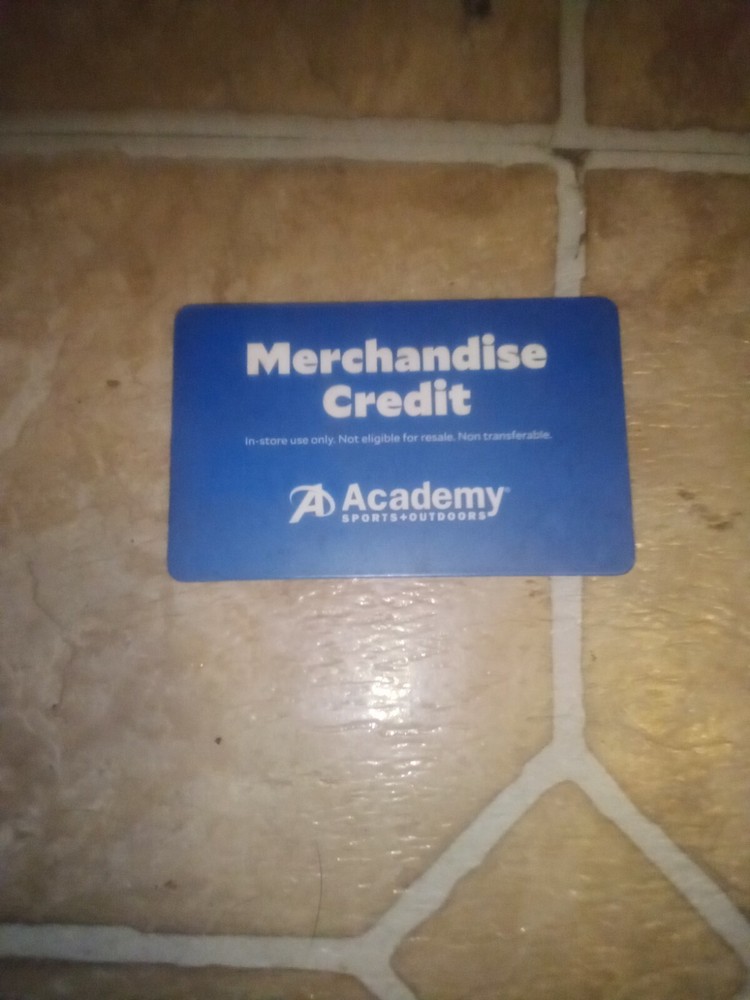 Merchandise
Credit
In-store use only. Not eligible for resale. Non transferable.
Academy
SPORTS+OUTDOORS